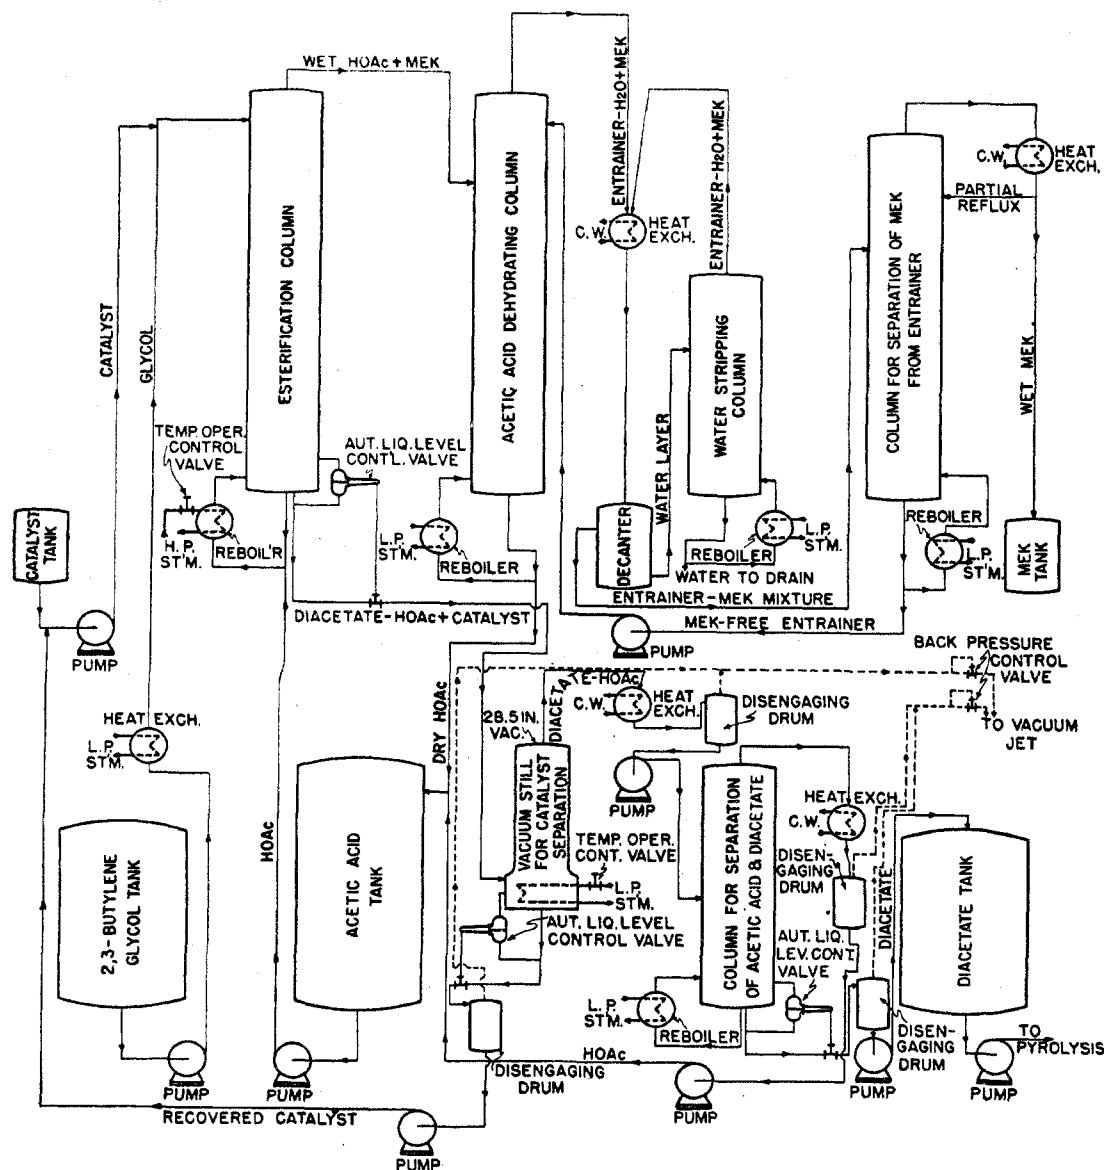 WET HOAc + MEK
ENTRAINER-H2O+MEK
ENTRAINER-H2O+MEK
C.W.
HEAT
EXCH.
PARTIAL
REFLUX
CATALYST
GLYCOL
ESTERIFICATION COLUMN
ACETIC ACID DEHYDRATING COLUMN
C.W.
HEAT
EXCH.
WATER STRIPPING
COLUMN
COLUMN FOR SEPARATION OF MEK
FROM ENTRAINER
WET MEK
TEMP. OPER.
CONTROL
VALVE
AUT. LIQ. LEVEL
CONT'L. VALVE
WATER LAYER
CATALYST
TANK
H.P.
ST'M.
REBOIL'R
L.P.
ST'M.
REBOILER
DECANTER
REBOILER
L.P.
STM.
REBOILER
L.P.
ST'M.
MEK
TANK
WATER TO DRAIN
ENTRAINER-MEK MIXTURE
DIACETATE-HOAc + CATALYST
MEK-FREE ENTRAINER
PUMP
PUMP
BACK PRESSURE
CONTROL
VALVE
DIACETATE-HOAc
C.W.
HEAT
EXCH.
DISENGAGING
DRUM
TO VACUUM
JET
HEAT EXCH.
L.P.
STM.
DRY HOAc
28.5 IN.
VAC.
PUMP
HEAT EXCH.
C.W.
HOAc
2,3-BUTYLENE
GLYCOL TANK
ACETIC ACID
TANK
VACUUM STILL
FOR CATALYST
SEPARATION
TEMP. OPER.
CONT. VALVE
L.P.
STM.
AUT. LIQ. LEVEL
CONTROL VALVE
COLUMN FOR SEPARATION
OF ACETIC ACID & DIACETATE
DISEN-
GAGING
DRUM
DIACETATE
AUT. LIQ.
LEV. CONT.
VALVE
DIACETATE TANK
L.P.
STM.
REBOILER
DISEN-
GAGING
DRUM
TO
PYROLYSIS
HOAc
DISENGAGING
DRUM
PUMP
PUMP
PUMP
PUMP
PUMP
RECOVERED CATALYST
PUMP